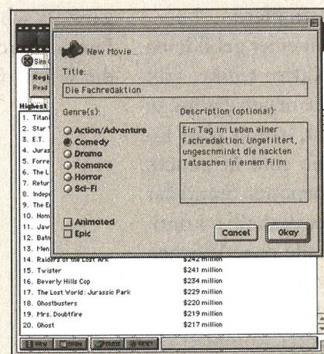 New Movie...
Title:
Die Fachredaktion
Genre(s):
Action/Adventure
Comedy
Drama
Romance
Horror
Sci-Fi
Animated
Epic
Description (optional):
Ein Tag im Leben einer
Fachredaktion. Ungefiltert,
ungeschminkt die nackten
Tatsachen in einem Film
Cancel
Okay
Highest
1. Titani
2. Star
3. E.T.
4. Juras
5. Forre
6. The L
7. Retur
8. Indepe
9. The E
10. Hom
11. Jaw
12. Batm
13. Men
14. Raiders of the Lost Ark $242 million
15. Twister $241 million
16. Beverly Hills Cop $234 million
17. The Lost World: Jurassic Park $229 million
18. Ghostbusters $220 million
19. Mrs. Doubtfire $219 million
20. Ghost $217 million